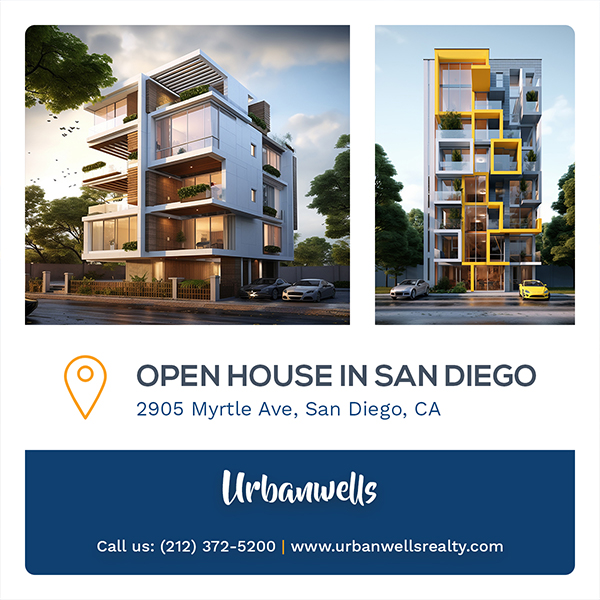 OPEN HOUSE IN SAN DIEGO
2905 Myrtle Ave, San Diego, CA
Urbanwells
Call us: (212) 372-5200 | www.urbanwellsrealty.com